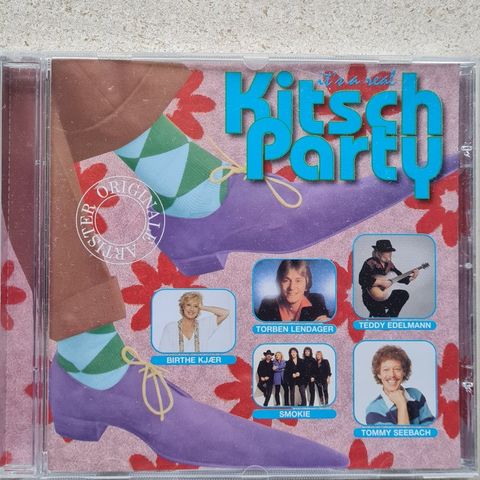 it's a real
Kitsch
Party
ORIGINALE ARTISTER
TORBEN LENDAGER
TEDDY EDELMANN
BIRTHE KJÆR
SMOKIE
TOMMY SEEBACH